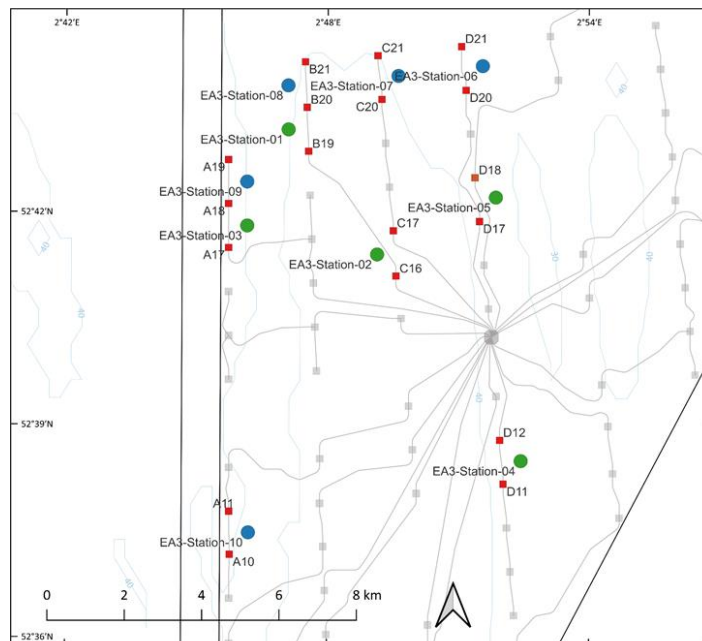 2°42'E
2°48'E
2°54'E
C21
D21
B21
EA3-Station-07
EA3-Station-06
EA3-Station-08
B20
C20
D20
EA3-Station-01
B19
A19
D18
EA3-Station-09
52°42'N
A18
EA3-Station-05
EA3-Station-03
C17
D17
A17
EA3-Station-02
C16
40
-40
30
40
-40
-40
52°39'N
D12
EA3-Station-04
D11
A11
EA3-Station-10
A10
-40
0
2
4
6
8 km
52°36'N